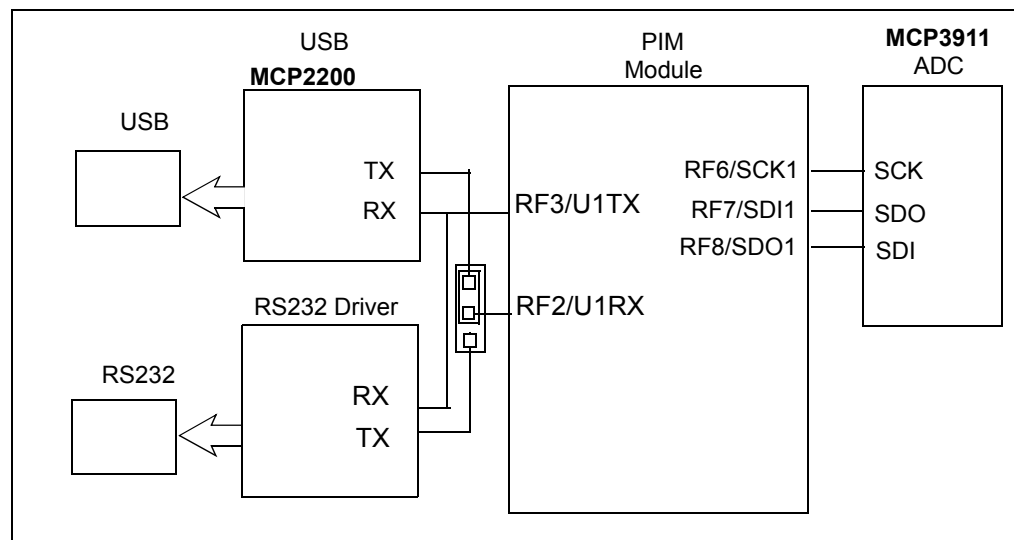 USB
MCP2200
PIM
Module
MCP3911
ADC
USB
TX
RX
RF3/U1TX
RF2/U1RX
RF6/SCK1
RF7/SDI1
RF8/SDO1
SCK
SDO
SDI
RS232 Driver
RS232
RX
TX